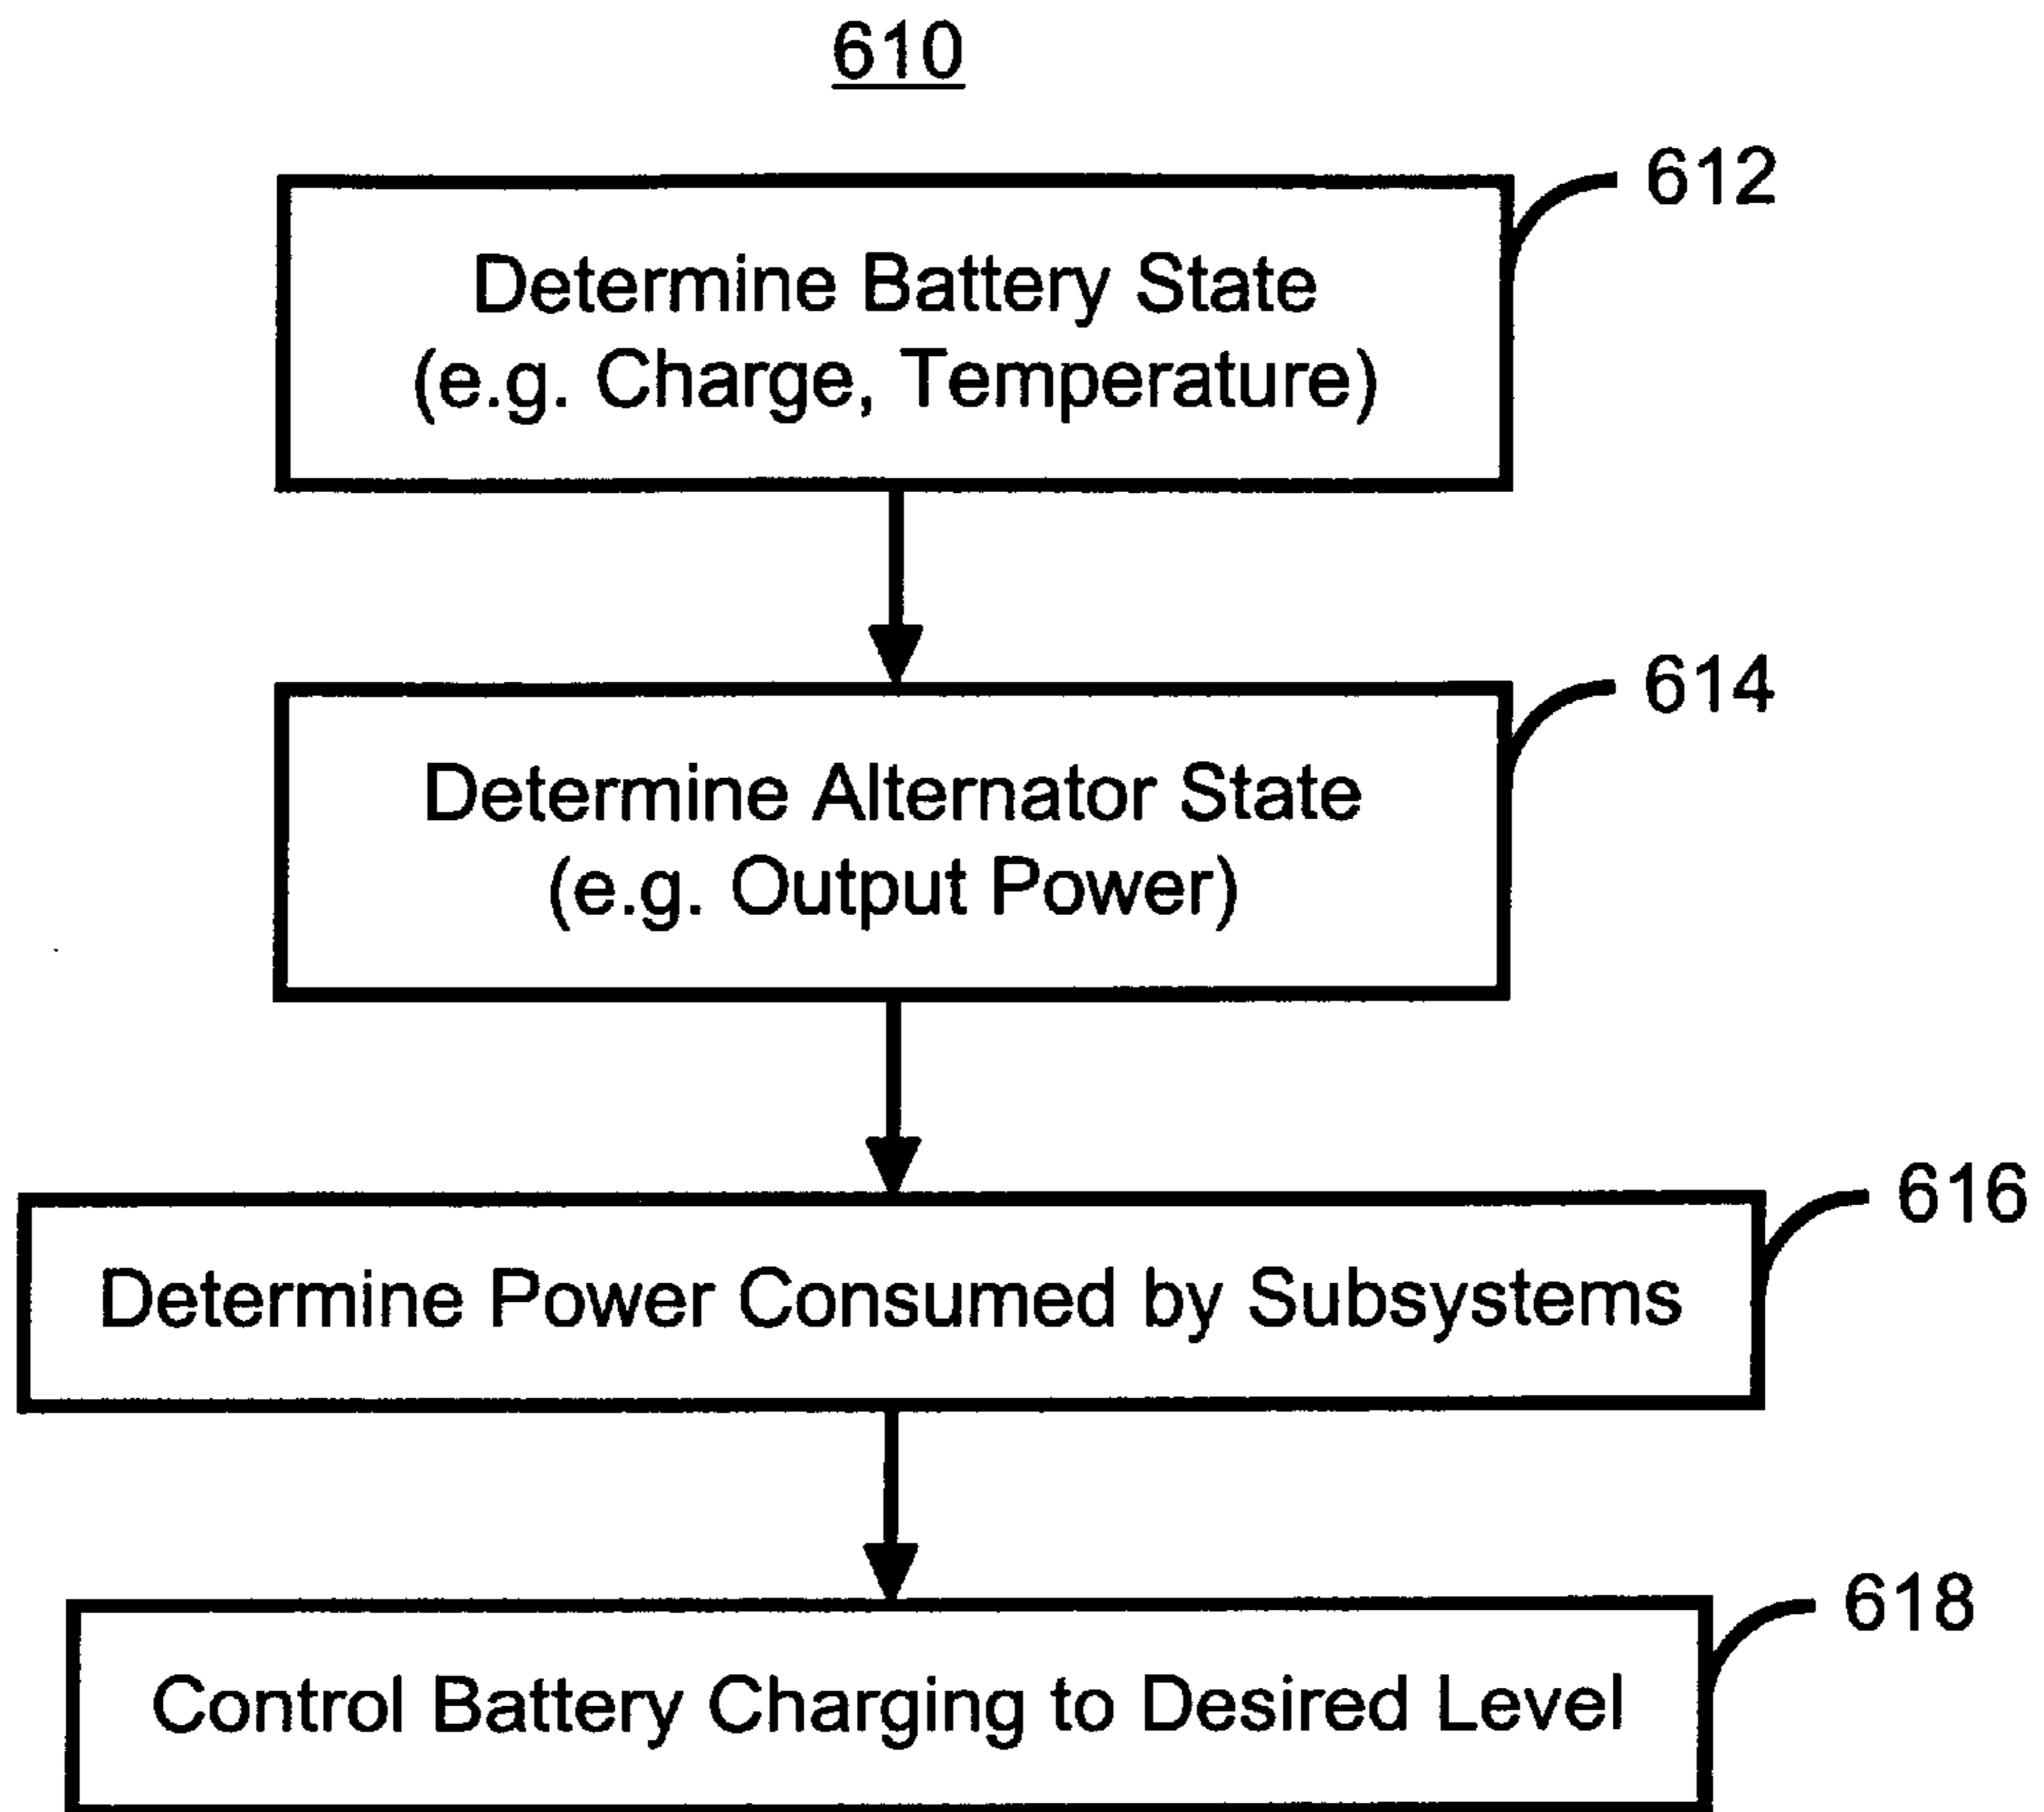 610
612
Determine Battery State
(e.g. Charge, Temperature)
614
Determine Alternator State
(e.g. Output Power)
616
Determine Power Consumed by Subsystems
618
Control Battery Charging to Desired Level